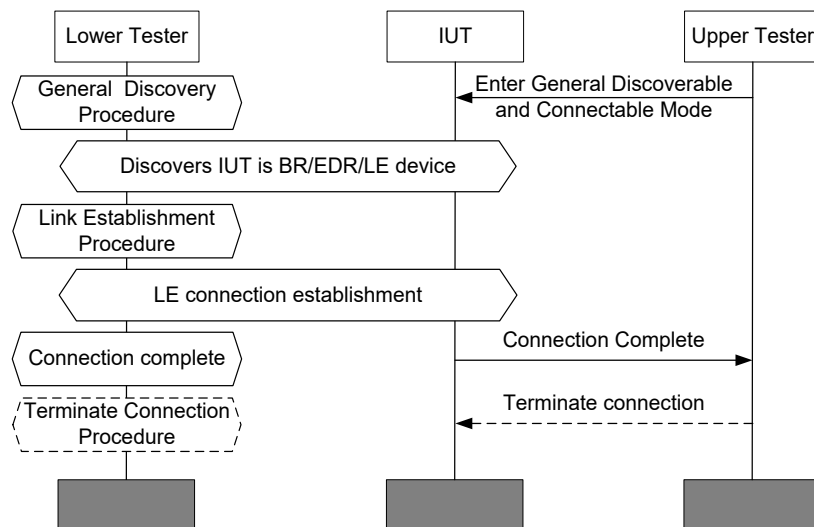 Lower Tester
IUT
Upper Tester
General Discovery
Procedure
Enter General Discoverable
and Connectable Mode
Discovers IUT is BR/EDR/LE device
Link Establishment
Procedure
LE connection establishment
Connection complete
Connection Complete
Terminate Connection
Procedure
Terminate connection